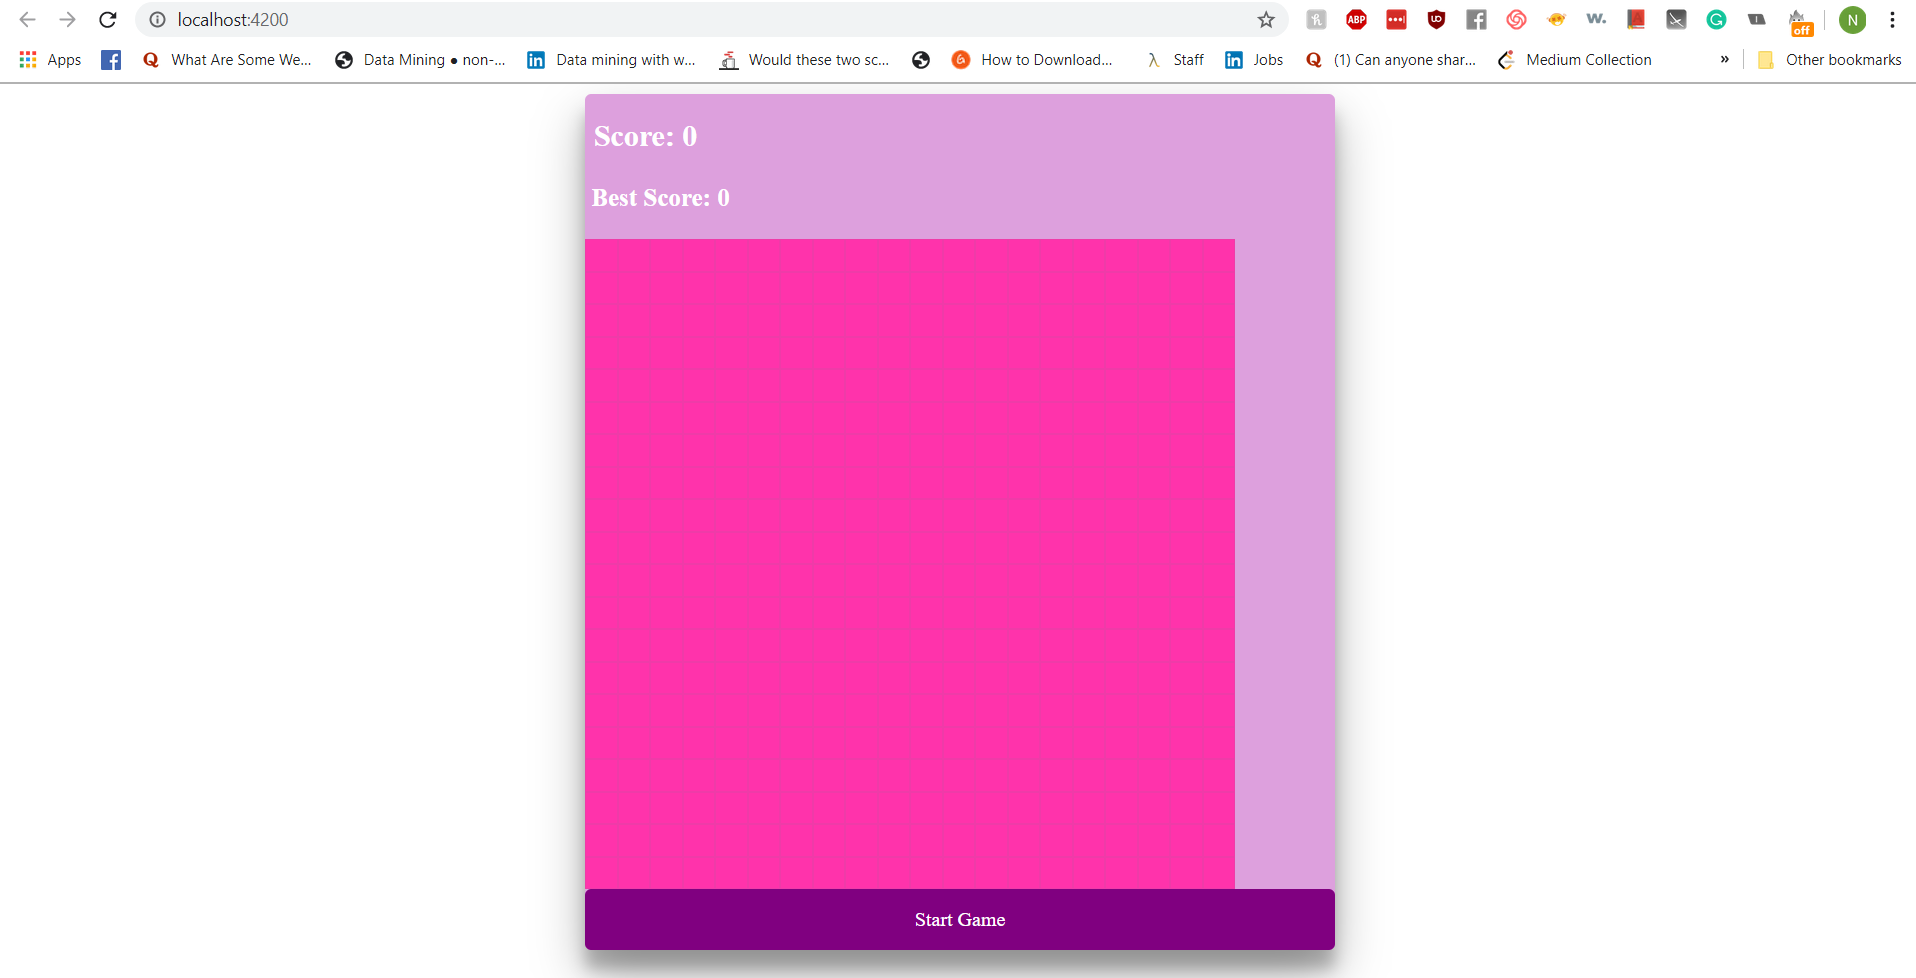 localhost:4200
ABP
UO
W.
off
N
Apps
What Are Some We...
Data Mining ● non-...
Data mining with w...
Would these two sc...
How to Download...
λ Staff
Jobs
(1) Can anyone shar...
Medium Collection
»
Other bookmarks
Score: 0
Best Score: 0
Start Game